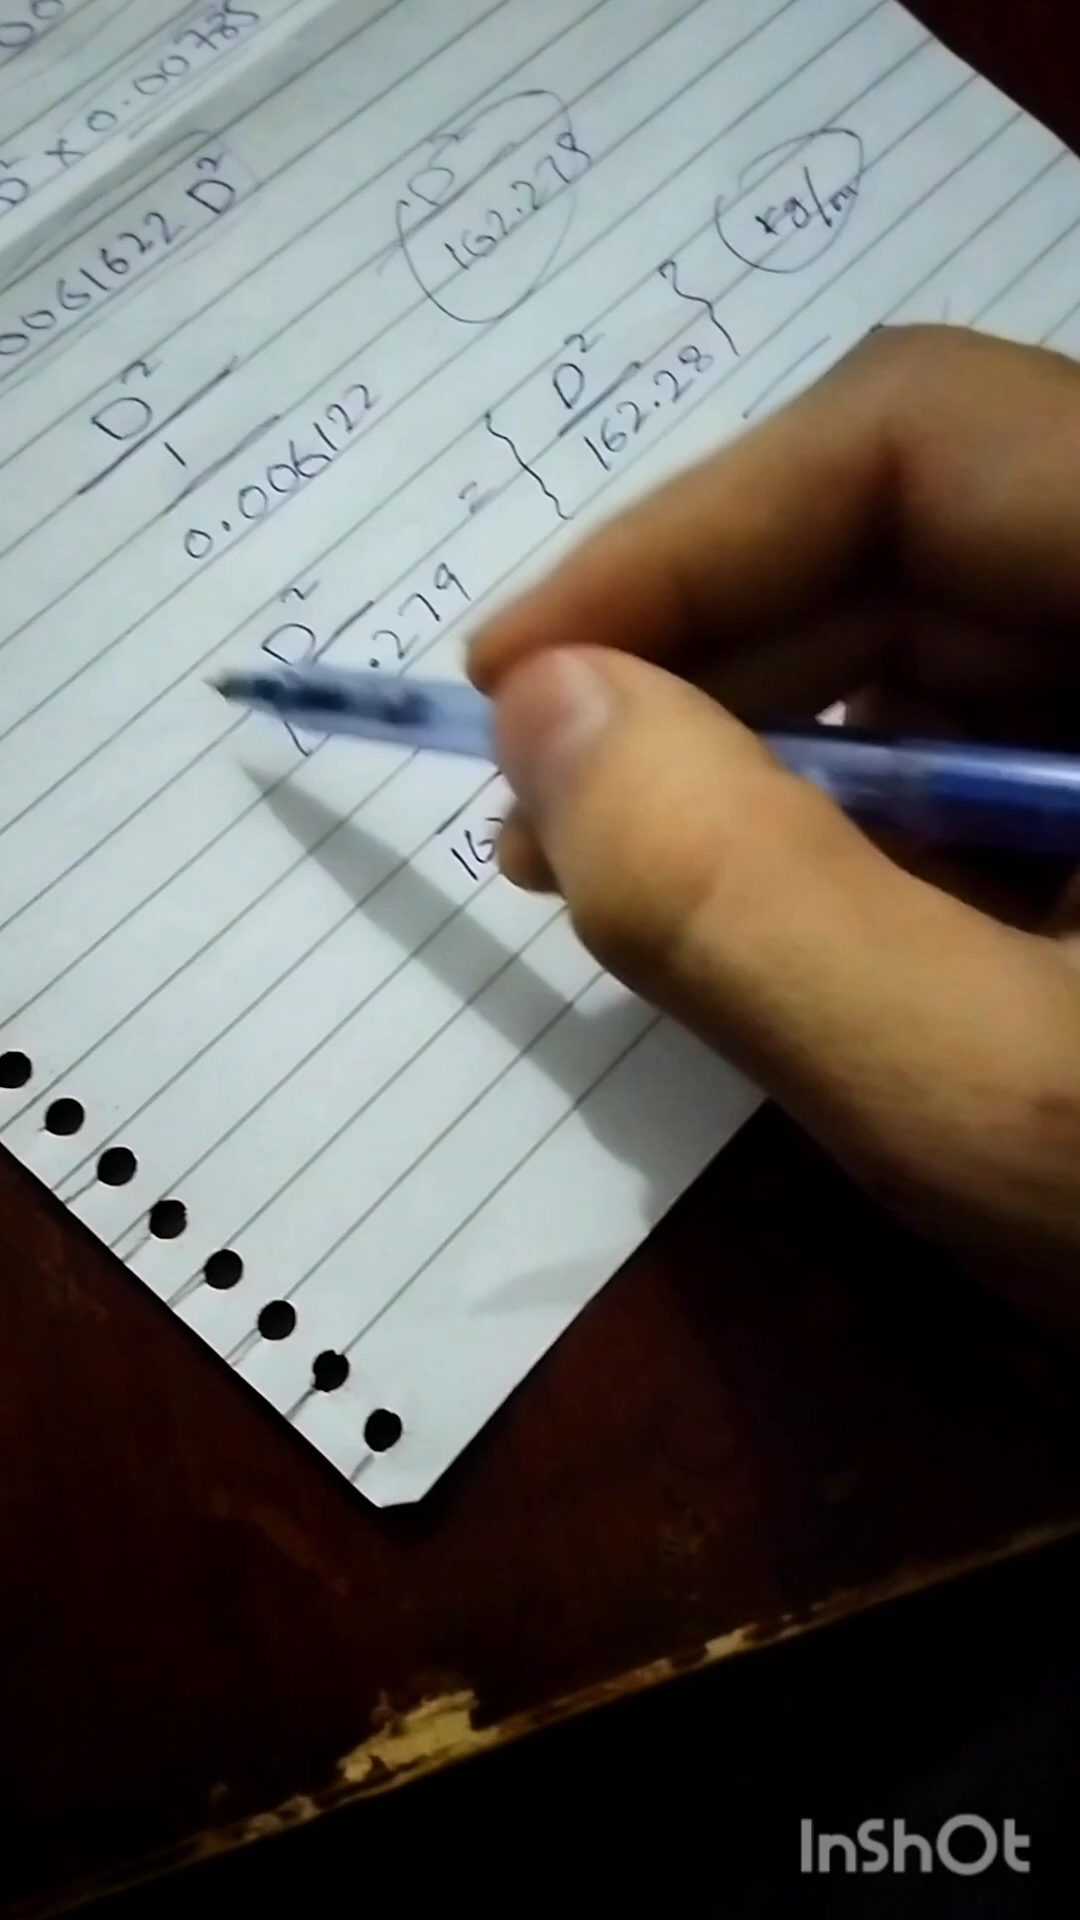 D² × 0.00785
0061622 D²
D²
162.278
D²
1
0.006122
= { D²
162.28 }
kg/m
D²
.279
16
InShOt